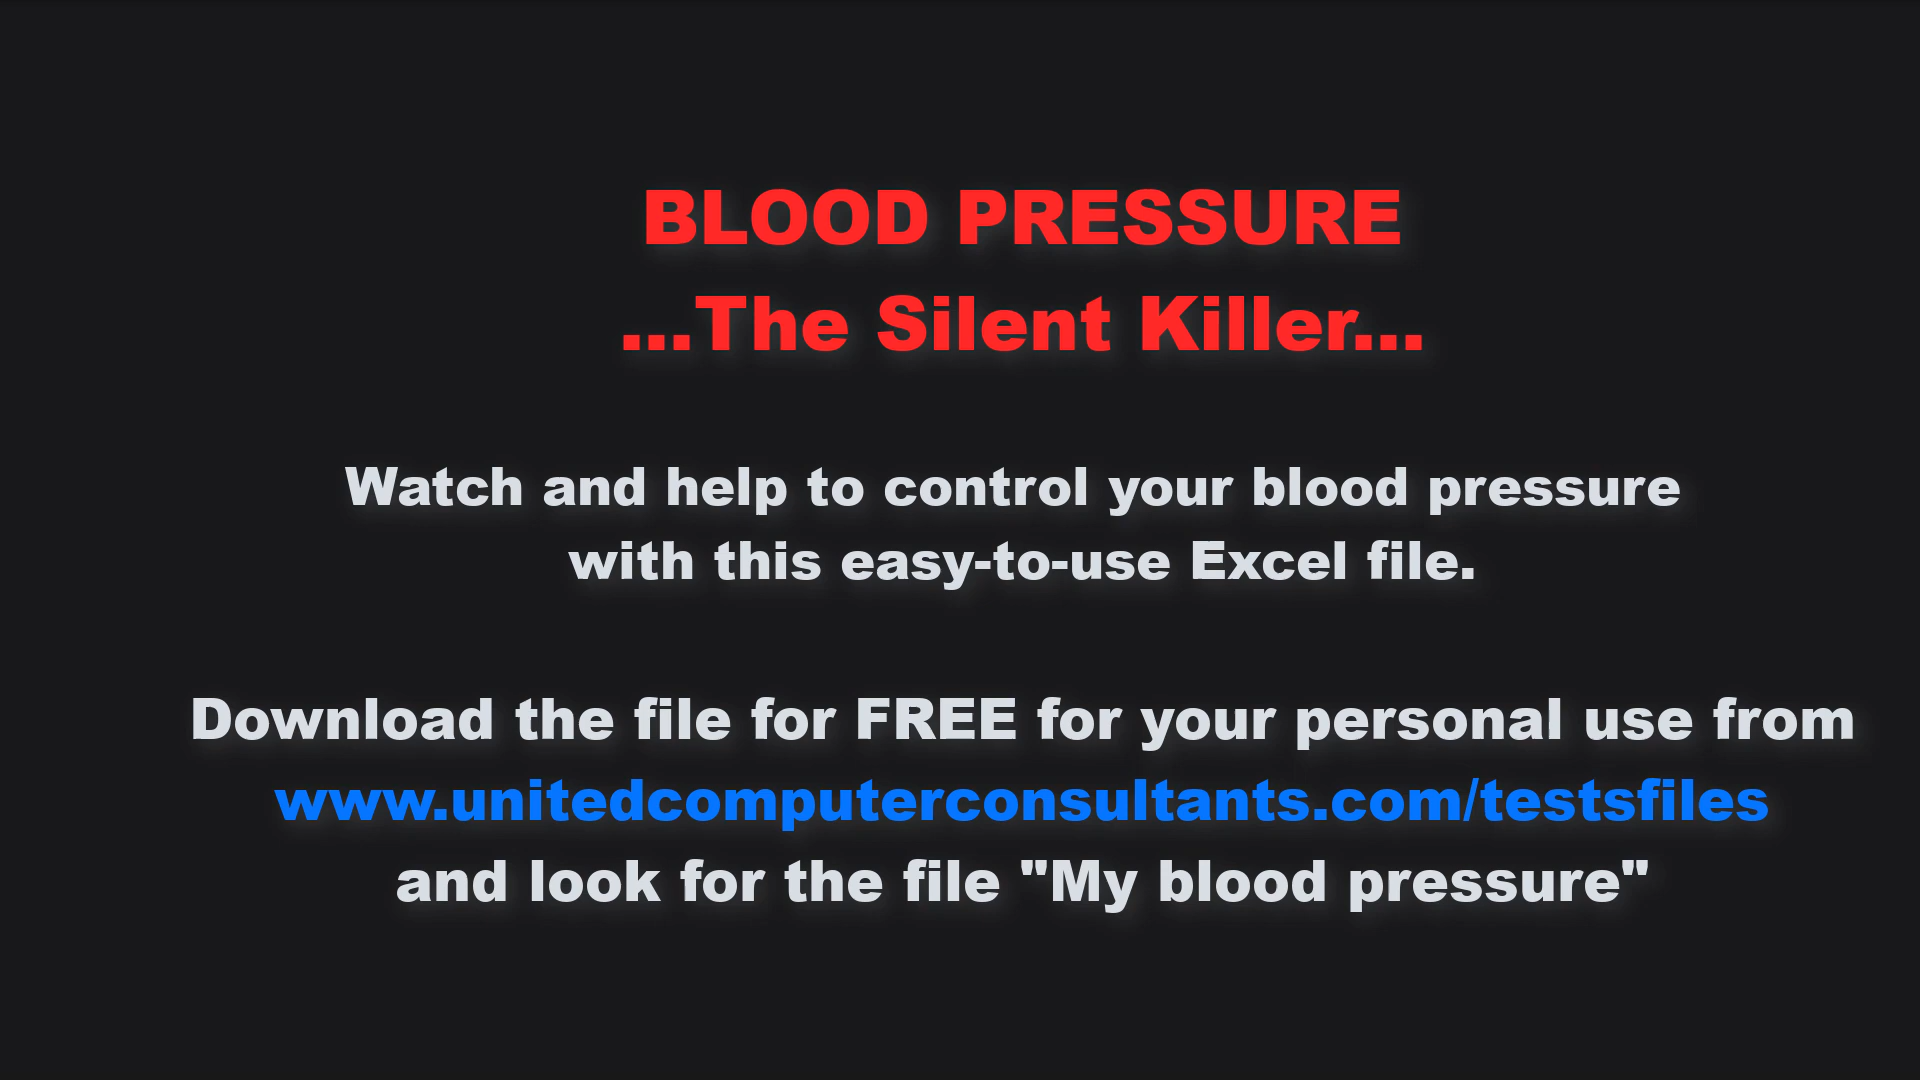 BLOOD PRESSURE
...The Silent Killer...
Watch and help to control your blood pressure
with this easy-to-use Excel file.
Download the file for FREE for your personal use from
www.unitedcomputerconsultants.com/testsfiles
and look for the file "My blood pressure"